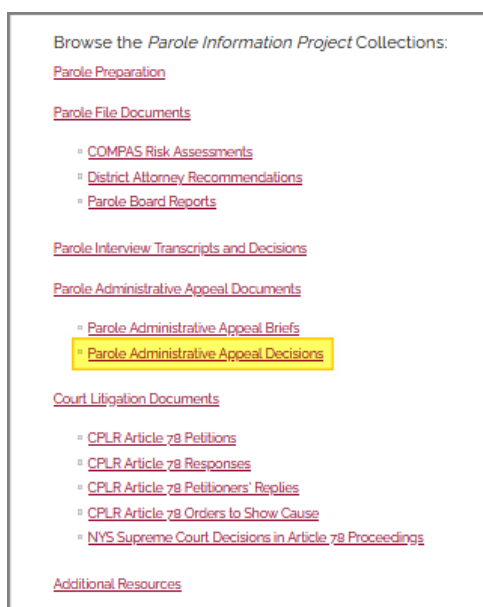 Browse the Parole Information Project Collections:
Parole Preparation
Parole File Documents
COMPAS Risk Assessments
District Attorney Recommendations
Parole Board Reports
Parole Interview Transcripts and Decisions
Parole Administrative Appeal Documents
Parole Administrative Appeal Briefs
Parole Administrative Appeal Decisions
Court Litigation Documents
CPLR Article 78 Petitions
CPLR Article 78 Responses
CPLR Article 78 Petitioners' Replies
CPLR Article 78 Orders to Show Cause
NYS Supreme Court Decisions in Article 78 Proceedings
Additional Resources